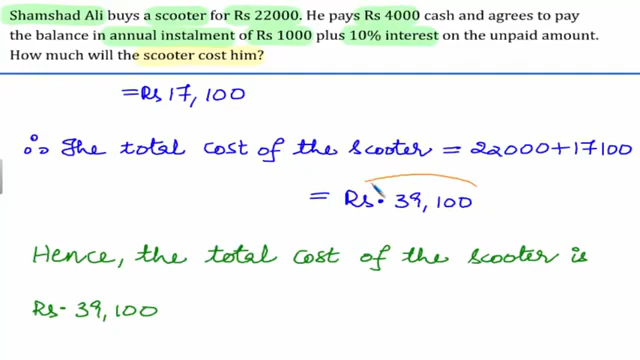 Shamshad Ali buys a scooter for Rs 22000. He pays Rs 4000 cash and agrees to pay
the balance in annual instalment of Rs 1000 plus 10% interest on the unpaid amount.
How much will the scooter cost him?
= Rs 17,100
∴ The total cost of the scooter = 22000+17100
= Rs. 39,100
Hence, the total cost of the scooter is
Rs. 39,100